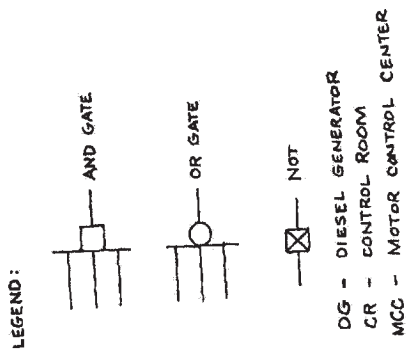 LEGEND:
AND GATE
OR GATE
NOT
DG - DIESEL GENERATOR
CR - CONTROL ROOM
MCC - MOTOR CONTROL CENTER